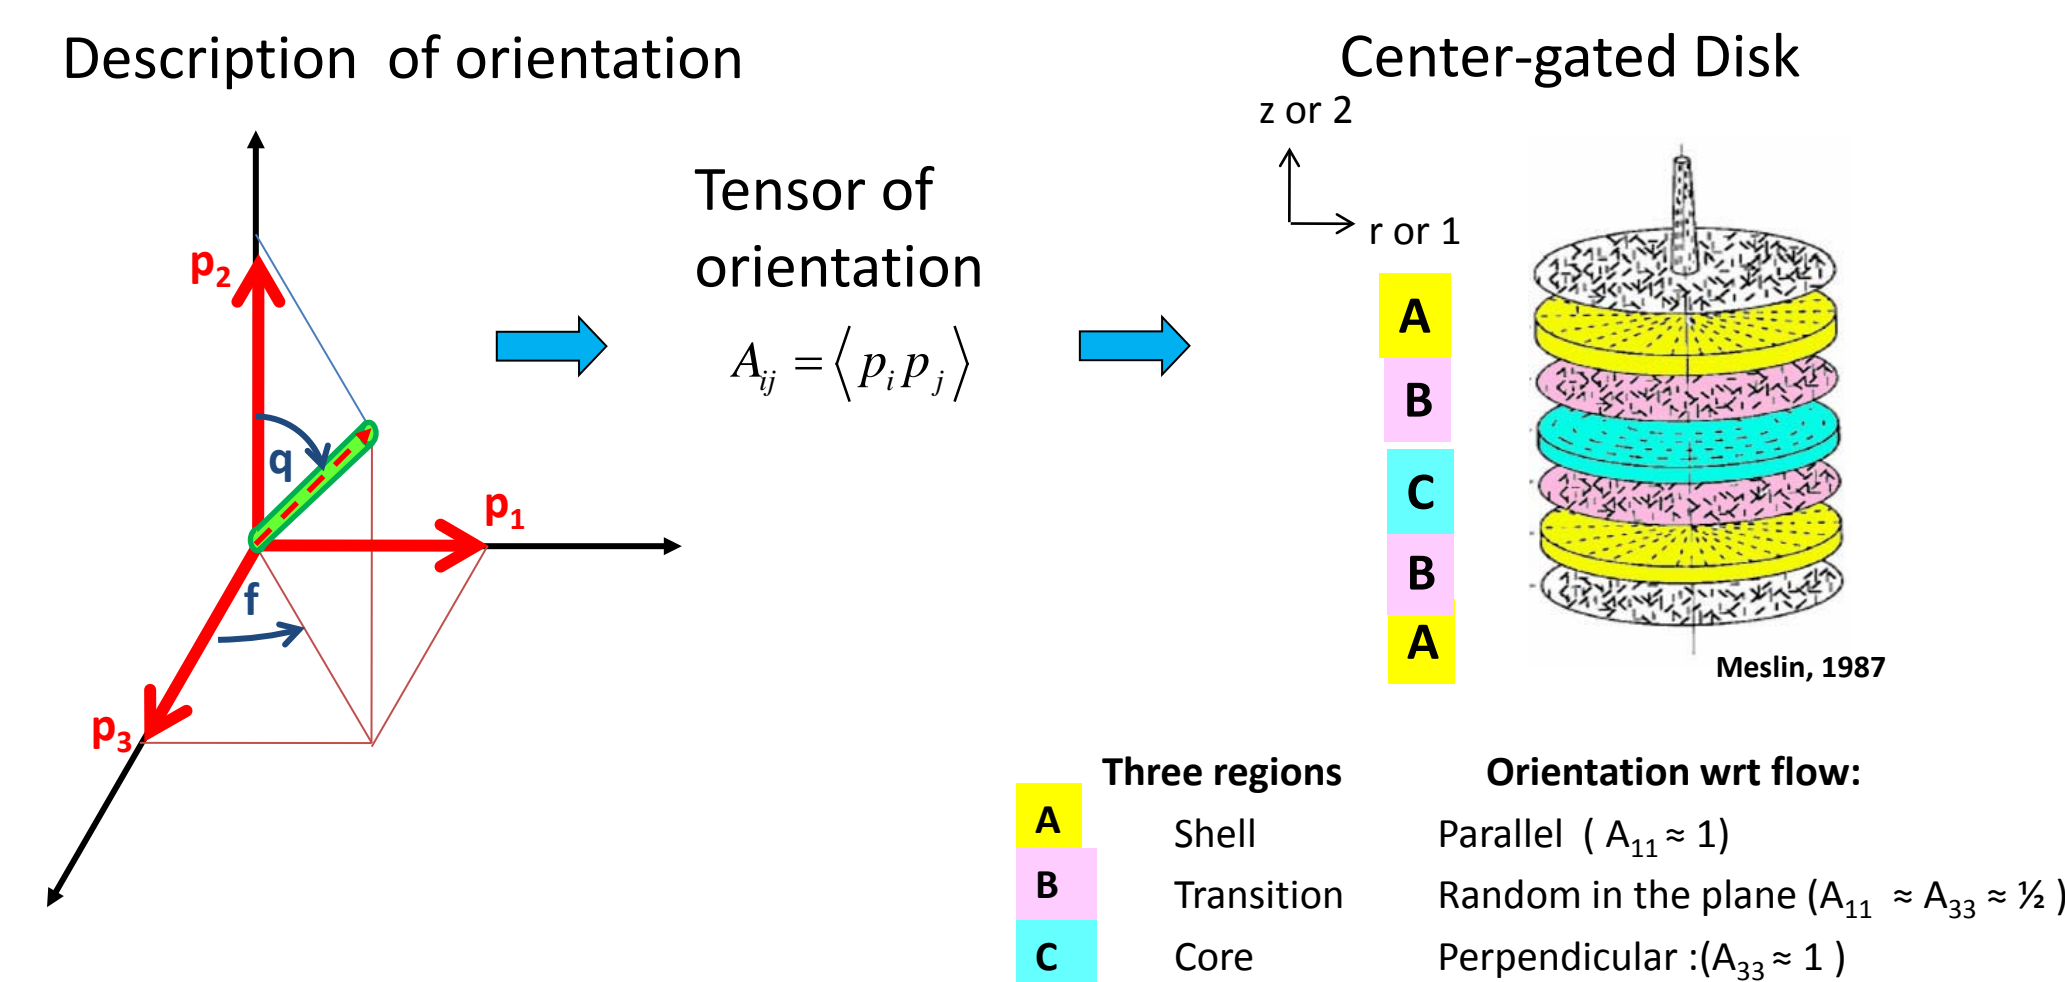 Description of orientation
Center-gated Disk
z or 2
r or 1
p2
q
p1
f
p3
Tensor of
orientation
A_ij = ⟨ p_i p_j ⟩
A
B
C
B
A
Meslin, 1987
Three regions Orientation wrt flow:
A Shell Parallel ( A11 ≈ 1)
B Transition Random in the plane (A11 ≈ A33 ≈ ½ )
C Core Perpendicular :(A33 ≈ 1 )